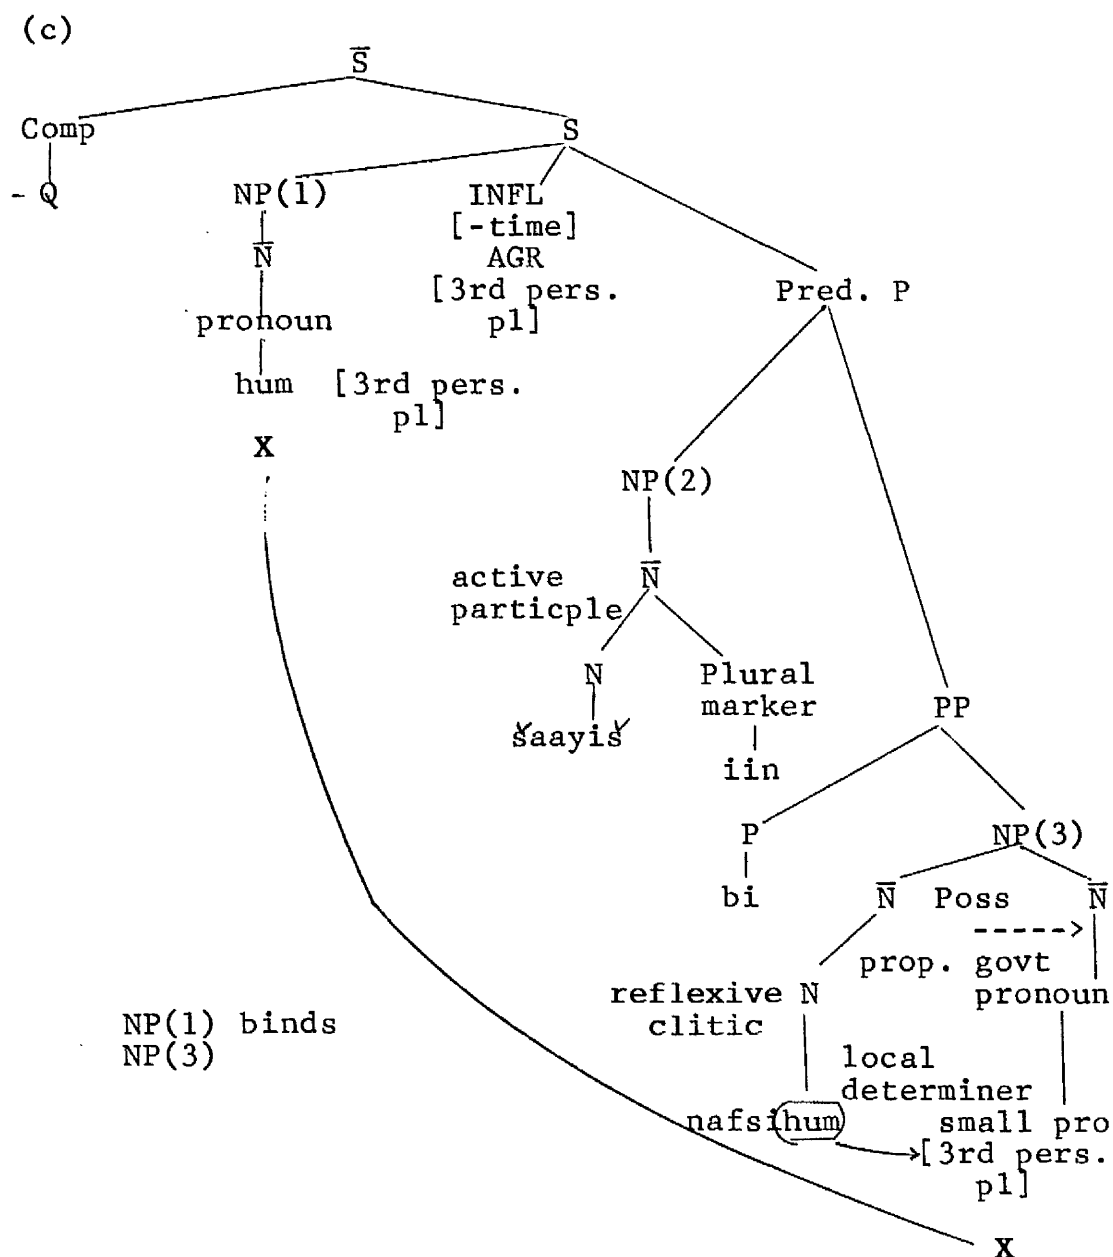 (c)
S̅
Comp S
- Q NP(1) INFL
[-time]
N̅ AGR
[3rd pers.
pl] Pred. P
pronoun
hum [3rd pers.
pl]
X
NP(2)
active N̅
particple
N Plural
marker PP
šaayiš
iin
P NP(3)
bi N̅ Poss N̅
----->
prop. govt
reflexive N pronoun
clitic
NP(1) binds
NP(3)
local
determiner
nafsihum small pro
[3rd pers.
pl]
X